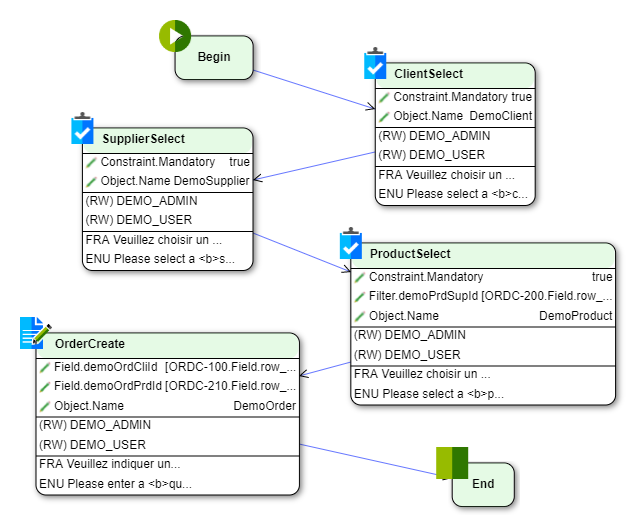 Begin
ClientSelect
Constraint.Mandatory true
Object.Name DemoClient
(RW) DEMO_ADMIN
(RW) DEMO_USER
FRA Veuillez choisir un ...
ENU Please select a <b>c...
SupplierSelect
Constraint.Mandatory true
Object.Name DemoSupplier
(RW) DEMO_ADMIN
(RW) DEMO_USER
FRA Veuillez choisir un ...
ENU Please select a <b>s...
ProductSelect
Constraint.Mandatory true
Filter.demoPrdSupId [ORDC-200.Field.row_...
Object.Name DemoProduct
(RW) DEMO_ADMIN
(RW) DEMO_USER
FRA Veuillez choisir un ...
ENU Please select a <b>p...
OrderCreate
Field.demoOrdCliId [ORDC-100.Field.row_...
Field.demoOrdPrdId [ORDC-210.Field.row_...
Object.Name DemoOrder
(RW) DEMO_ADMIN
(RW) DEMO_USER
FRA Veuillez indiquer un...
ENU Please enter a <b>qu...
End